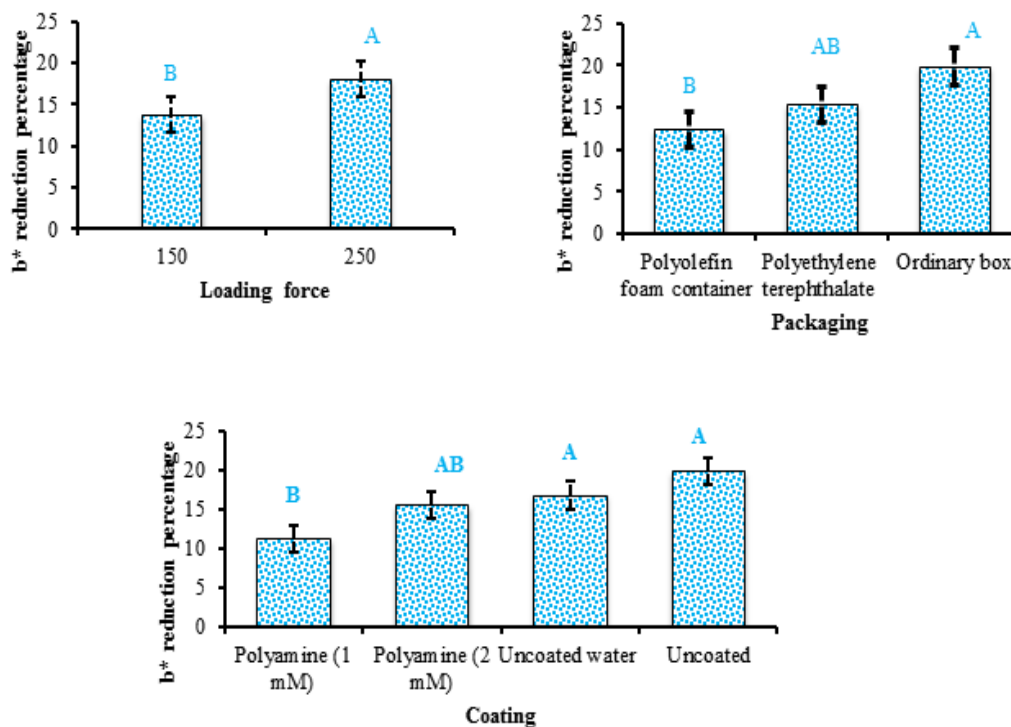 b* reduction percentage
25
20
15
10
5
0
B
A
150
250
Loading force
b* reduction percentage
25
20
15
10
5
0
B
AB
A
Polyolefin
foam container
Polyethylene
terephthalate
Ordinary box
Packaging
b* reduction percentage
25
20
15
10
5
0
B
AB
A
A
Polyamine (1
mM)
Polyamine (2
mM)
Uncoated water
Uncoated
Coating